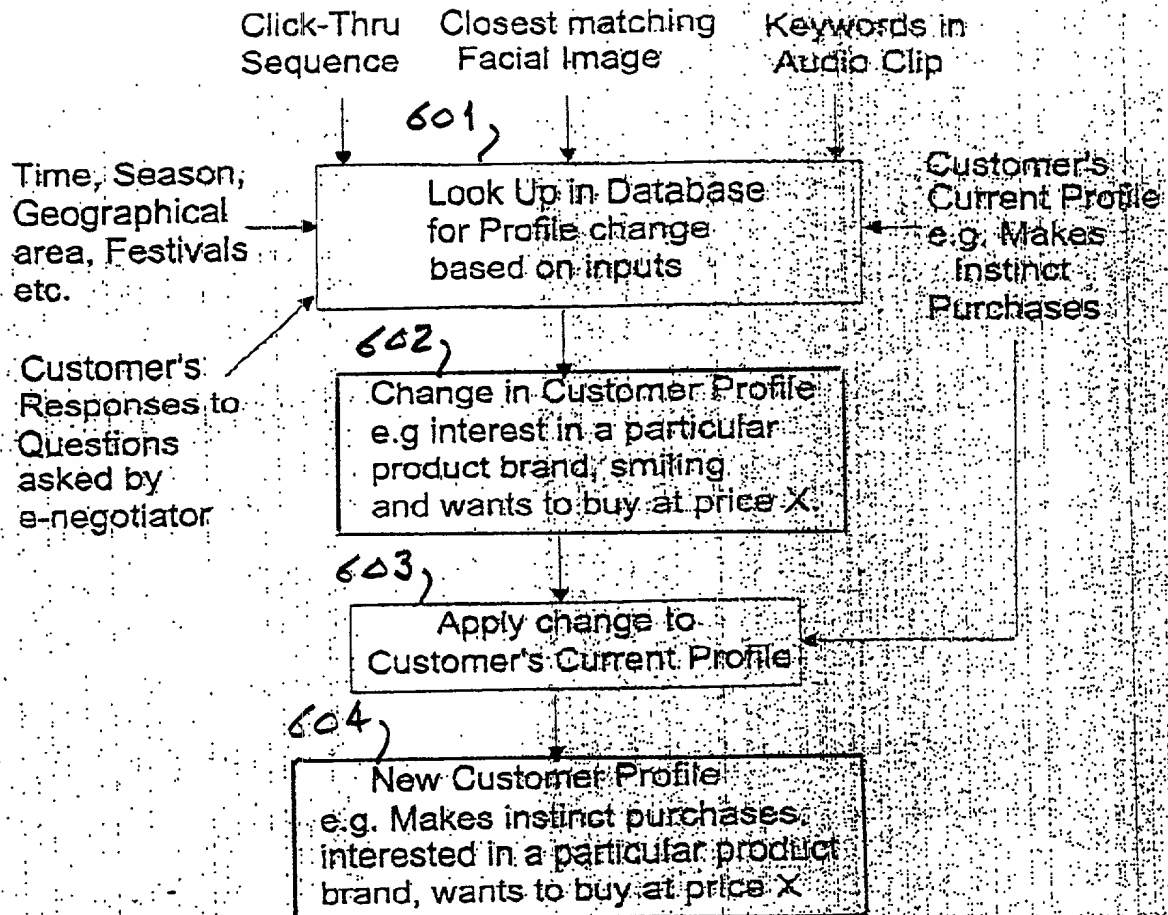 Click-Thru
Sequence
Closest matching
Facial Image
Keywords in
Audio Clip
601
Time, Season,
Geographical
area, Festivals
etc.
Look Up in Database
for Profile change
based on inputs
Customer's
Current Profile
e.g. Makes
Instinct
Purchases
Customer's
Responses to
Questions
asked by
e-negotiator
602
Change in Customer Profile
e.g interest in a particular
product brand, smiling
and wants to buy at price X.
603
Apply change to
Customer's Current Profile
604
New Customer Profile
e.g. Makes instinct purchases,
interested in a particular product
brand, wants to buy at price X